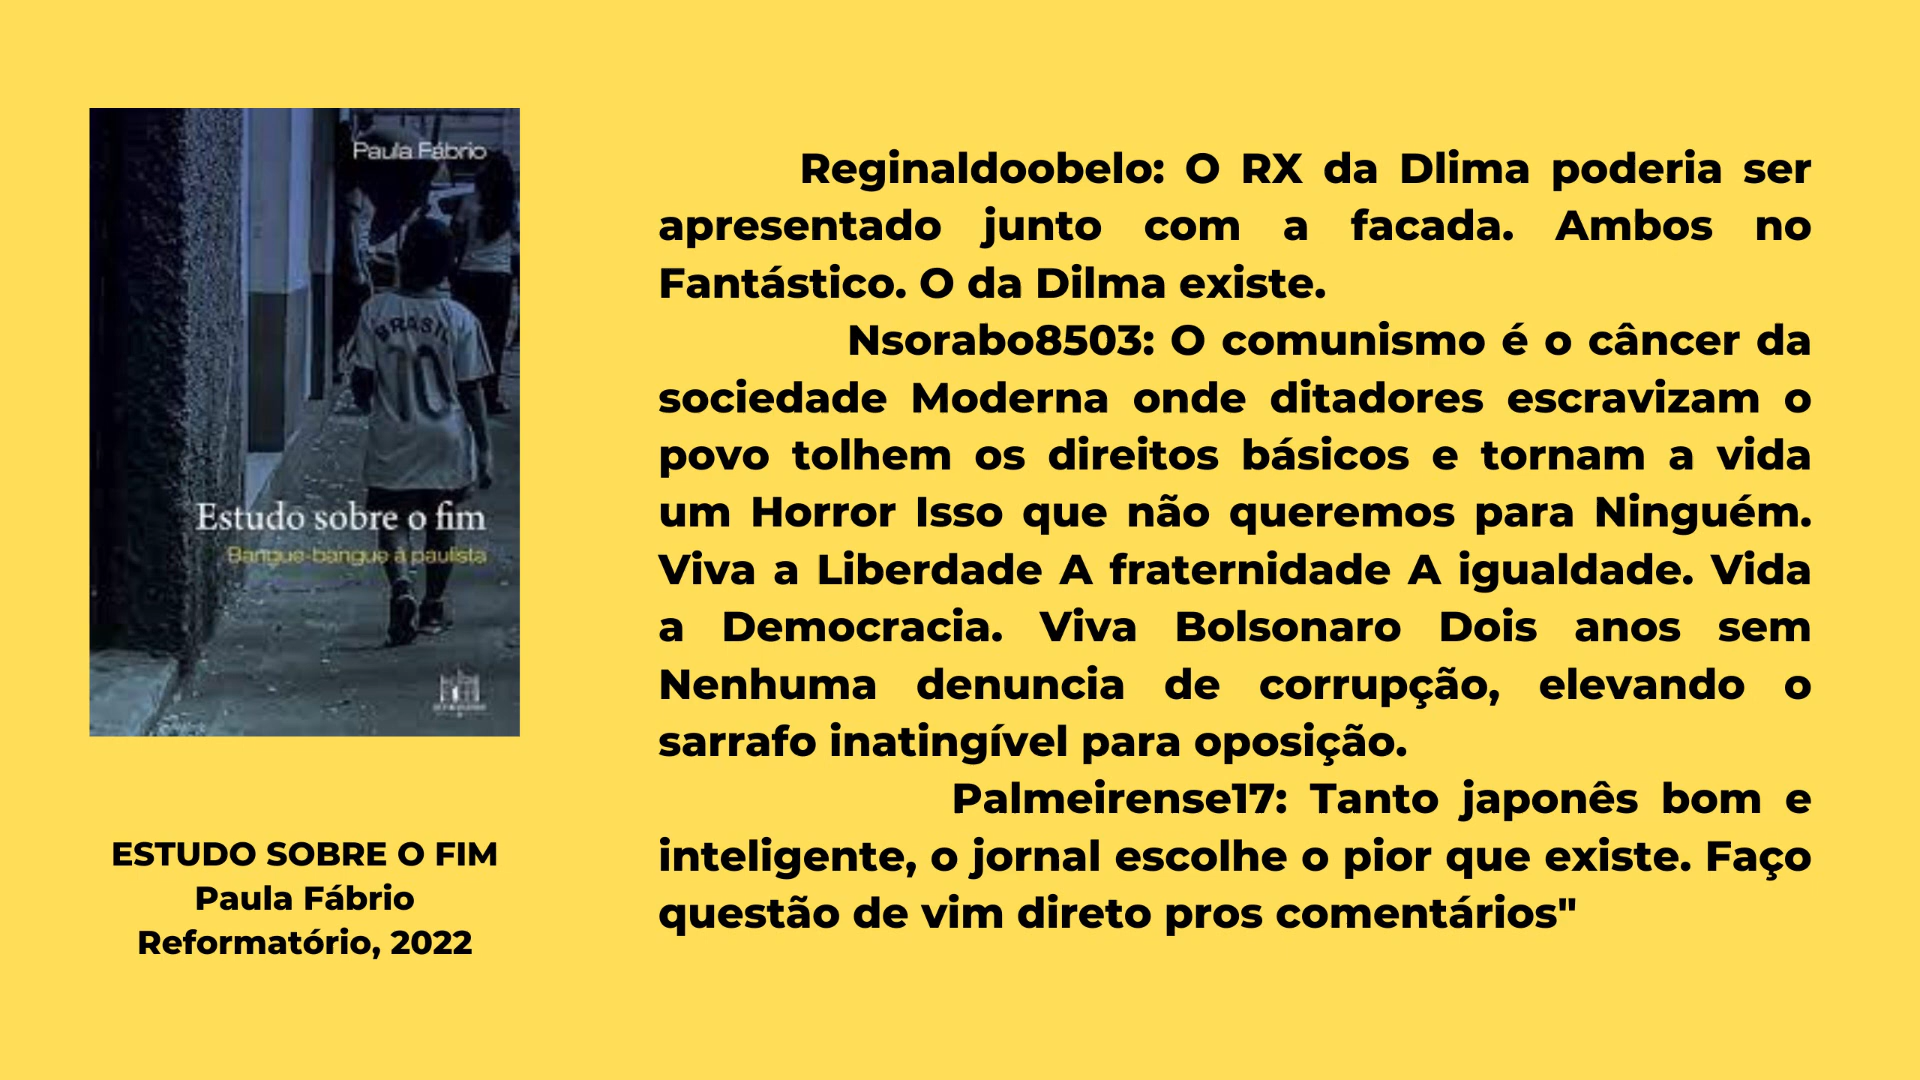 Paula Fábrio
Estudo sobre o fim
Bangue-bangue à paulista
BRASIL
10
ESTUDO SOBRE O FIM
Paula Fábrio
Reformatório, 2022
Reginaldoobelo: O RX da Dlima poderia ser
apresentado junto com a facada. Ambos no
Fantástico. O da Dilma existe.
Nsorabo8503: O comunismo é o câncer da
sociedade Moderna onde ditadores escravizam o
povo tolhem os direitos básicos e tornam a vida
um Horror Isso que não queremos para Ninguém.
Viva a Liberdade A fraternidade A igualdade. Vida
a Democracia. Viva Bolsonaro Dois anos sem
Nenhuma denuncia de corrupção, elevando o
sarrafo inatingível para oposição.
Palmeirense17: Tanto japonês bom e
inteligente, o jornal escolhe o pior que existe. Faço
questão de vim direto pros comentários"